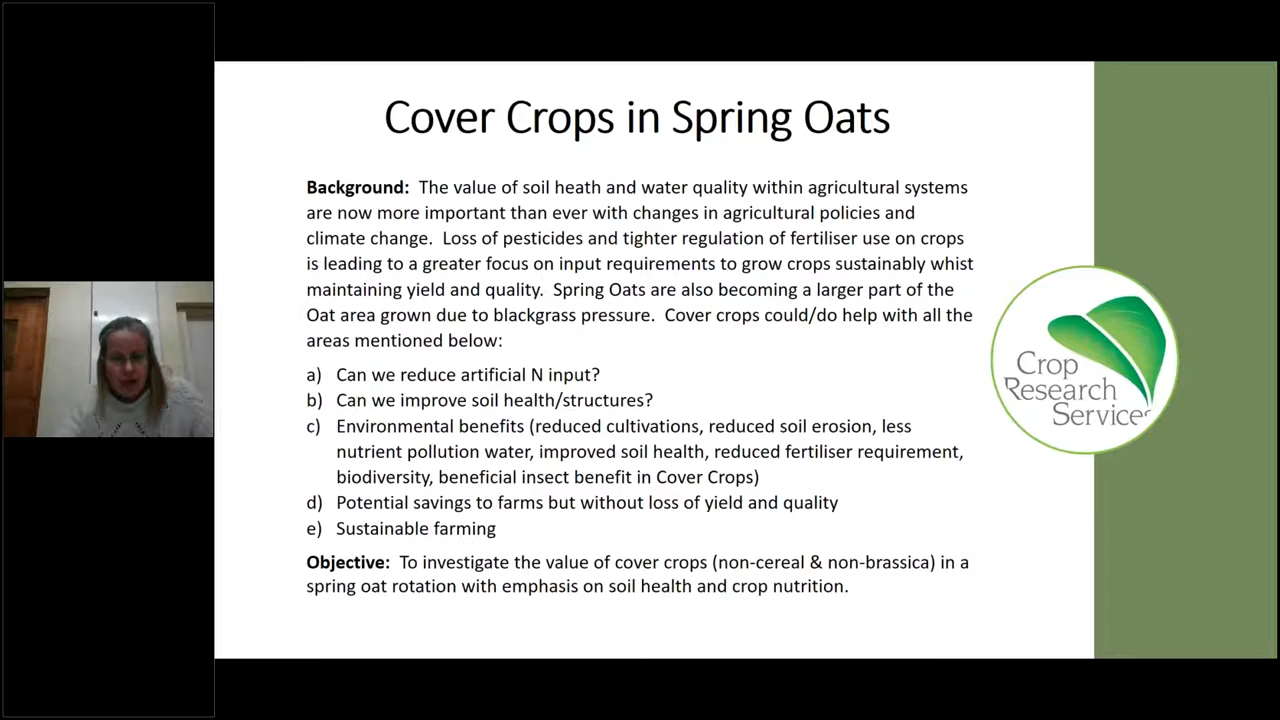 Cover Crops in Spring Oats
Background: The value of soil heath and water quality within agricultural systems
are now more important than ever with changes in agricultural policies and
climate change. Loss of pesticides and tighter regulation of fertiliser use on crops
is leading to a greater focus on input requirements to grow crops sustainably whist
maintaining yield and quality. Spring Oats are also becoming a larger part of the
Oat area grown due to blackgrass pressure. Cover crops could/do help with all the
areas mentioned below:
a) Can we reduce artificial N input?
b) Can we improve soil health/structures?
c) Environmental benefits (reduced cultivations, reduced soil erosion, less
nutrient pollution water, improved soil health, reduced fertiliser requirement,
biodiversity, beneficial insect benefit in Cover Crops)
d) Potential savings to farms but without loss of yield and quality
e) Sustainable farming
Objective: To investigate the value of cover crops (non-cereal & non-brassica) in a
spring oat rotation with emphasis on soil health and crop nutrition.
Crop
Research
Services